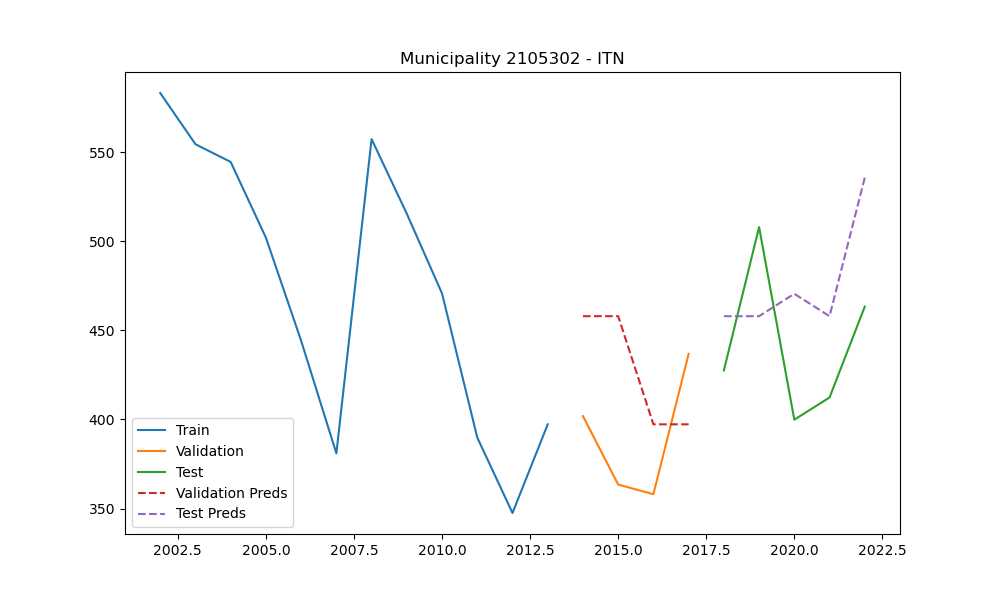 Municipality 2105302 - ITN
550
500
450
400
350
Train
Validation
Test
Validation Preds
Test Preds
2002.5 2005.0 2007.5 2010.0 2012.5 2015.0 2017.5 2020.0 2022.5